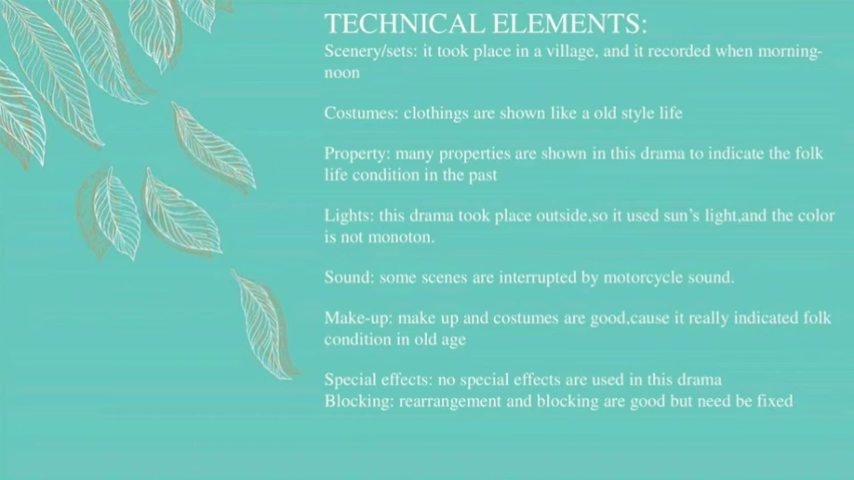 TECHNICAL ELEMENTS:
Scenery/sets: it took place in a village, and it recorded when morning-
noon
Costumes: clothings are shown like a old style life
Property: many properties are shown in this drama to indicate the folk
life condition in the past
Lights: this drama took place outside,so it used sun's light,and the color
is not monoton.
Sound: some scenes are interrupted by motorcycle sound.
Make-up: make up and costumes are good,cause it really indicated folk
condition in old age
Special effects: no special effects are used in this drama
Blocking: rearrangement and blocking are good but need be fixed